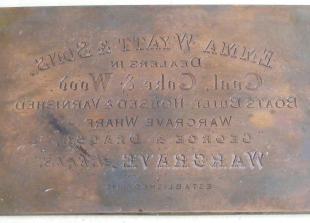 EMMA WYATT & SONS.
DEALERS IN
Coal, Coke & Wood.
BOATS BUILT, HOUSED & VARNISHED
WARGRAVE WHARF
"GEORGE & DRAGON"
WARGRAVE,
ESTABLISHED